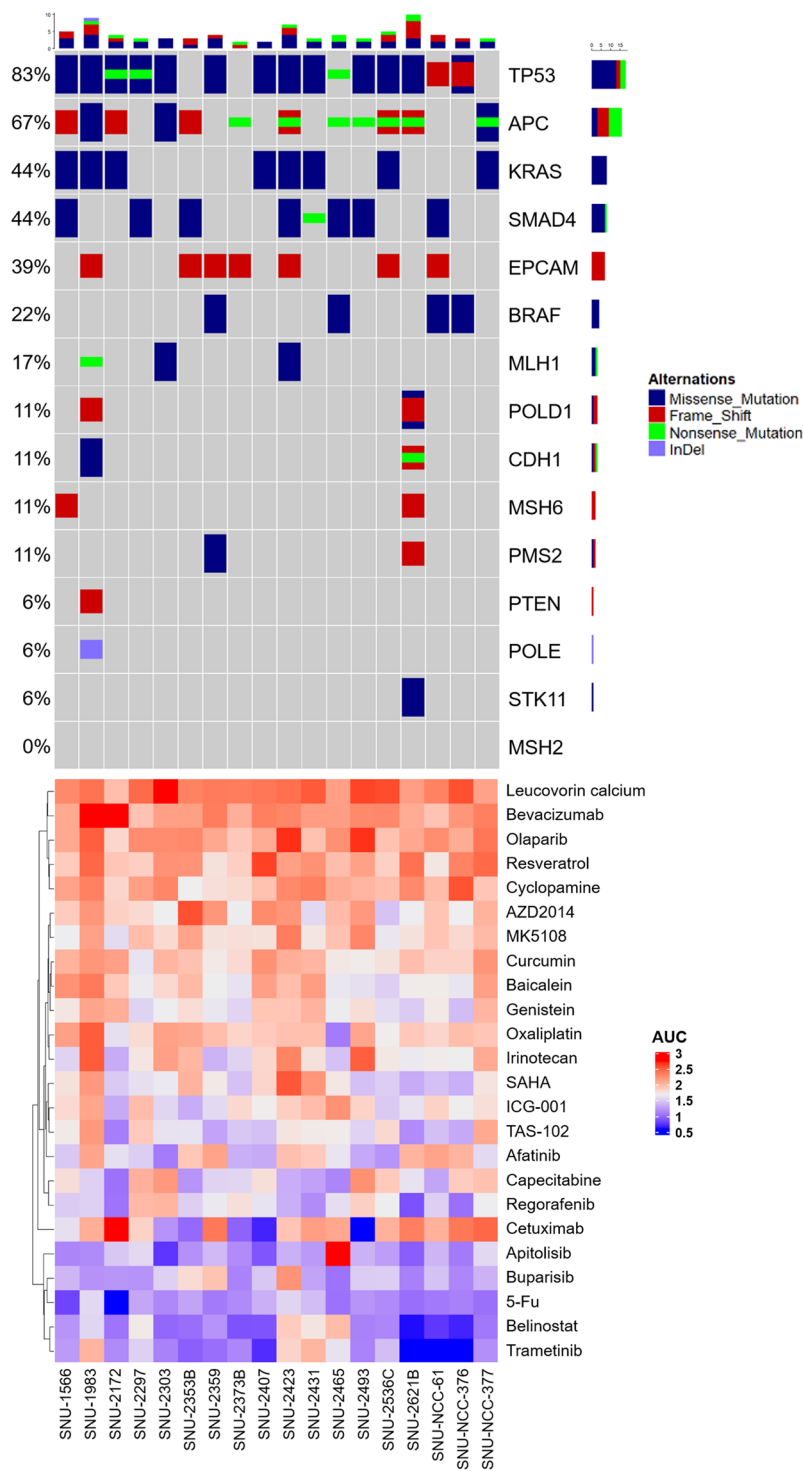 10
5
0
0 5 10 15
83% TP53
67% APC
44% KRAS
44% SMAD4
39% EPCAM
22% BRAF
17% MLH1
11% POLD1
11% CDH1
11% MSH6
11% PMS2
6% PTEN
6% POLE
6% STK11
0% MSH2
Alternations
Missense_Mutation
Frame_Shift
Nonsense_Mutation
InDel
Leucovorin calcium
Bevacizumab
Olaparib
Resveratrol
Cyclopamine
AZD2014
MK5108
Curcumin
Baicalein
Genistein
Oxaliplatin
Irinotecan
SAHA
ICG-001
TAS-102
Afatinib
Capecitabine
Regorafenib
Cetuximab
Apitolisib
Buparisib
5-Fu
Belinostat
Trametinib
AUC
3
2.5
2
1.5
1
0.5
SNU-1566
SNU-1983
SNU-2172
SNU-2297
SNU-2303
SNU-2353B
SNU-2359
SNU-2373B
SNU-2407
SNU-2423
SNU-2431
SNU-2465
SNU-2493
SNU-2536C
SNU-2621B
SNU-NCC-61
SNU-NCC-376
SNU-NCC-377